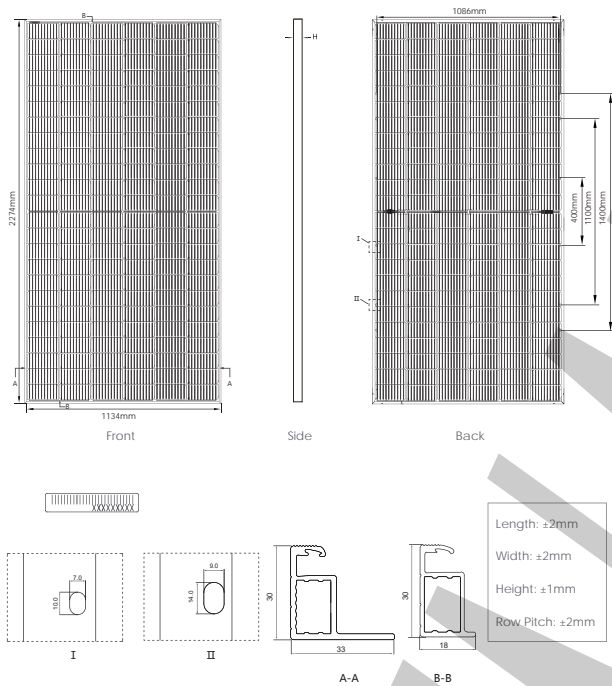 B
H
1086mm
2274mm
400mm
1100mm
1400mm
I
II
A
A
B
1134mm
Front
Side
Back
7.0
10.0
I
9.0
14.0
II
30
33
A-A
30
18
B-B
Length: ±2mm
Width: ±2mm
Height: ±1mm
Row Pitch: ±2mm